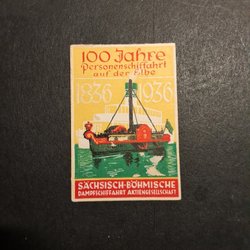 100 Jahre
Personenschiffahrt
auf der Elbe
1836 1936
SÄCHSISCH-BÖHMISCHE
DAMPFSCHIFFAHRT AKTIENGESELLSCHAFT